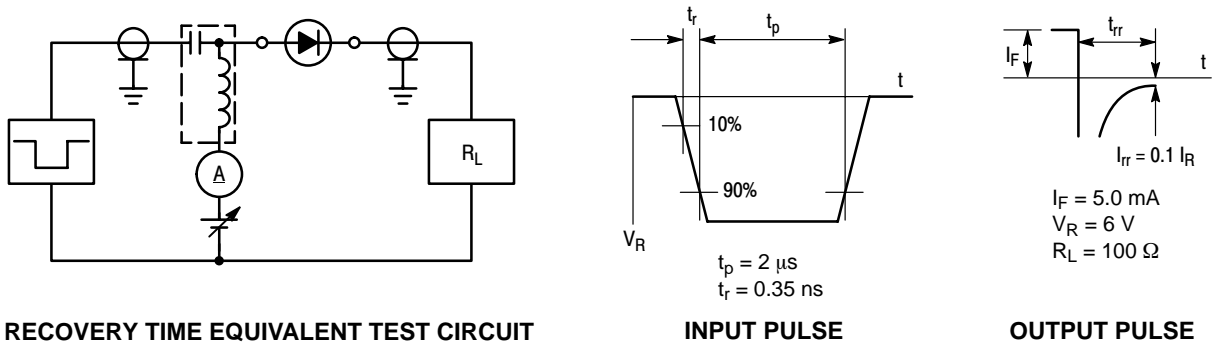 A
R_L
RECOVERY TIME EQUIVALENT TEST CIRCUIT
t_r
t_p
t
10%
90%
V_R
t_p = 2 μs
t_r = 0.35 ns
INPUT PULSE
t_rr
I_F
t
I_rr = 0.1 I_R
I_F = 5.0 mA
V_R = 6 V
R_L = 100 Ω
OUTPUT PULSE